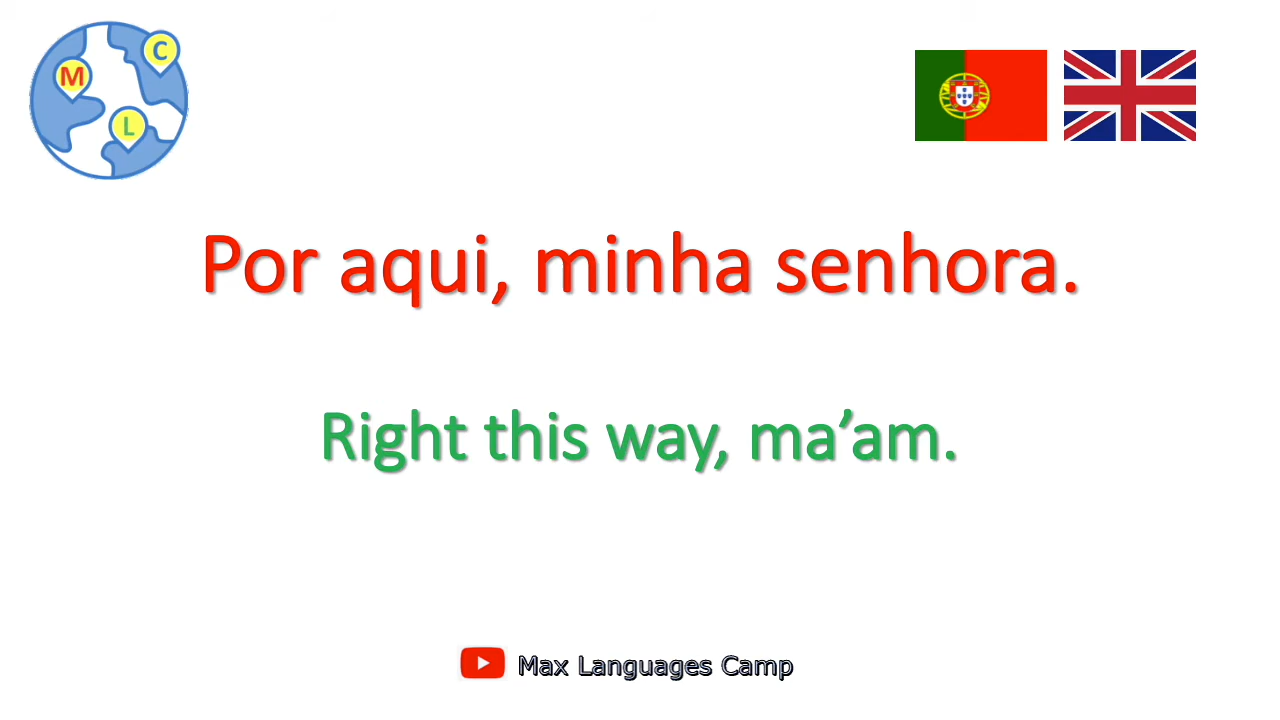 C
M
L
Por aqui, minha senhora.
Right this way, ma’am.
Max Languages Camp